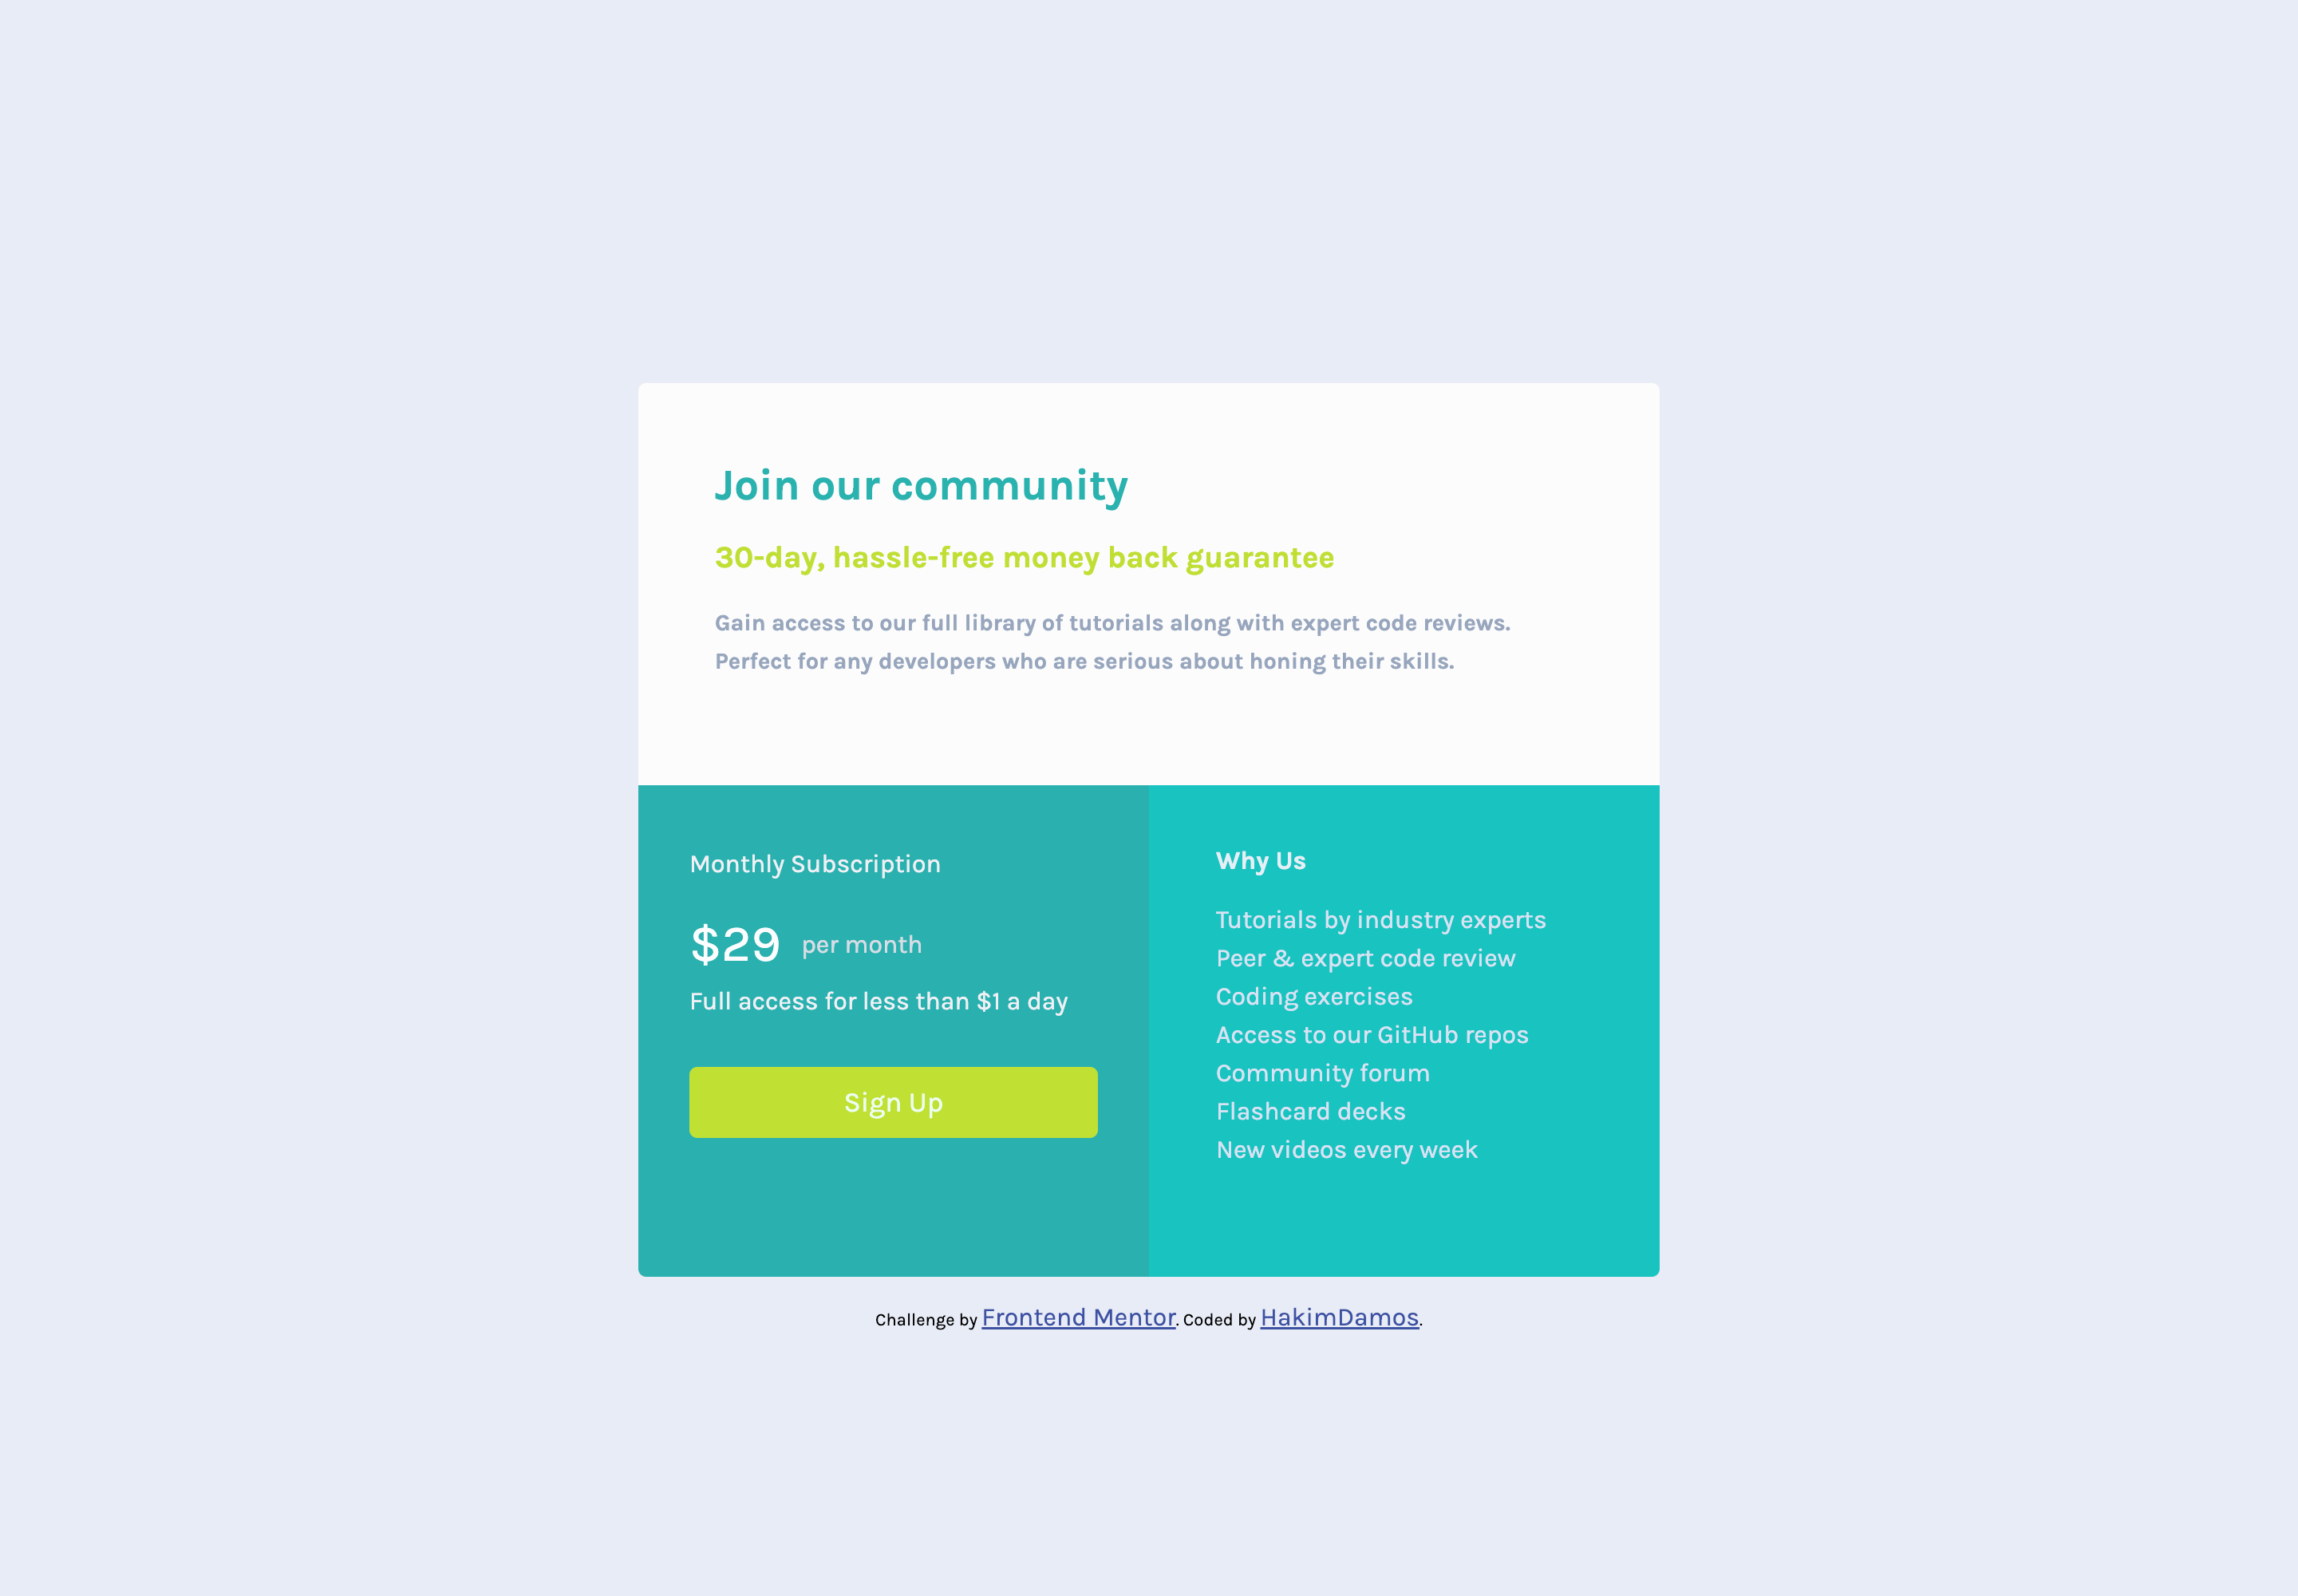 Join our community
30-day, hassle-free money back guarantee
Gain access to our full library of tutorials along with expert code reviews.
Perfect for any developers who are serious about honing their skills.
Monthly Subscription
$29 per month
Full access for less than $1 a day
Sign Up
Why Us
Tutorials by industry experts
Peer & expert code review
Coding exercises
Access to our GitHub repos
Community forum
Flashcard decks
New videos every week
Challenge by Frontend Mentor. Coded by HakimDamos.